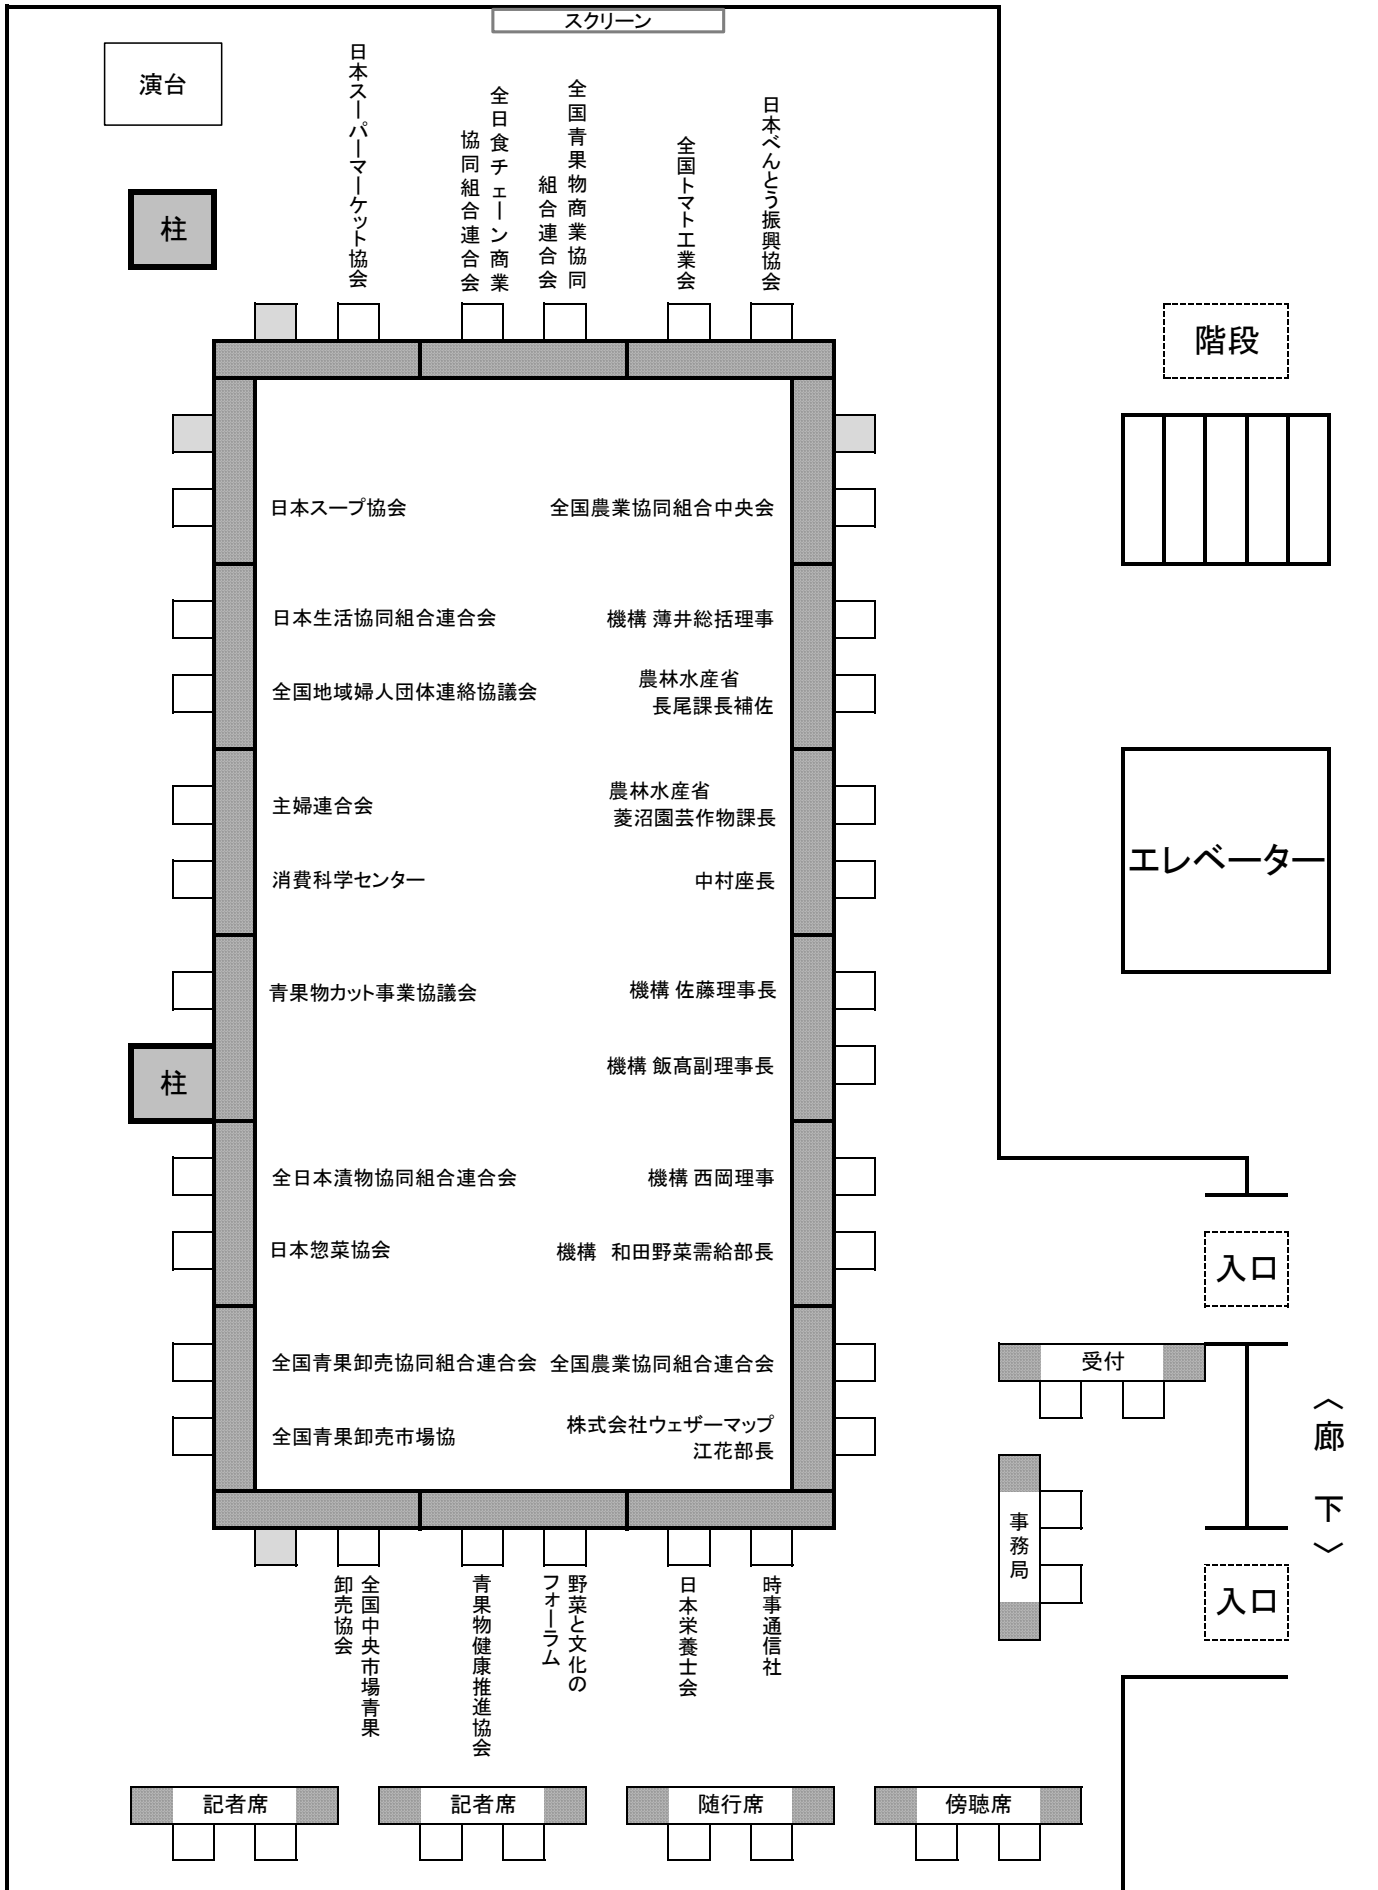 スクリーン
演台
柱
日本スーパーマーケット協会
全日食チェーン商業
協同組合連合会
全国青果物商業協同
組合連合会
全国トマト工業会
日本べんとう振興協会
階段
日本スープ協会
全国農業協同組合中央会
日本生活協同組合連合会
機構 薄井総括理事
全国地域婦人団体連絡協議会
農林水産省
長尾課長補佐
主婦連合会
農林水産省
菱沼園芸作物課長
エレベーター
消費科学センター
中村座長
青果物カット事業協議会
機構 佐藤理事長
柱
機構 飯髙副理事長
全日本漬物協同組合連合会
機構 西岡理事
日本惣菜協会
機構 和田野菜需給部長
入口
全国青果卸売協同組合連合会
全国農業協同組合連合会
受付
全国青果卸売市場協
株式会社ウェザーマップ
江花部長
〈廊 下〉
事務局
入口
全国中央市場青果
卸売協会
青果物健康推進協会
野菜と文化の
フォーラム
日本栄養士会
時事通信社
記者席
記者席
随行席
傍聴席